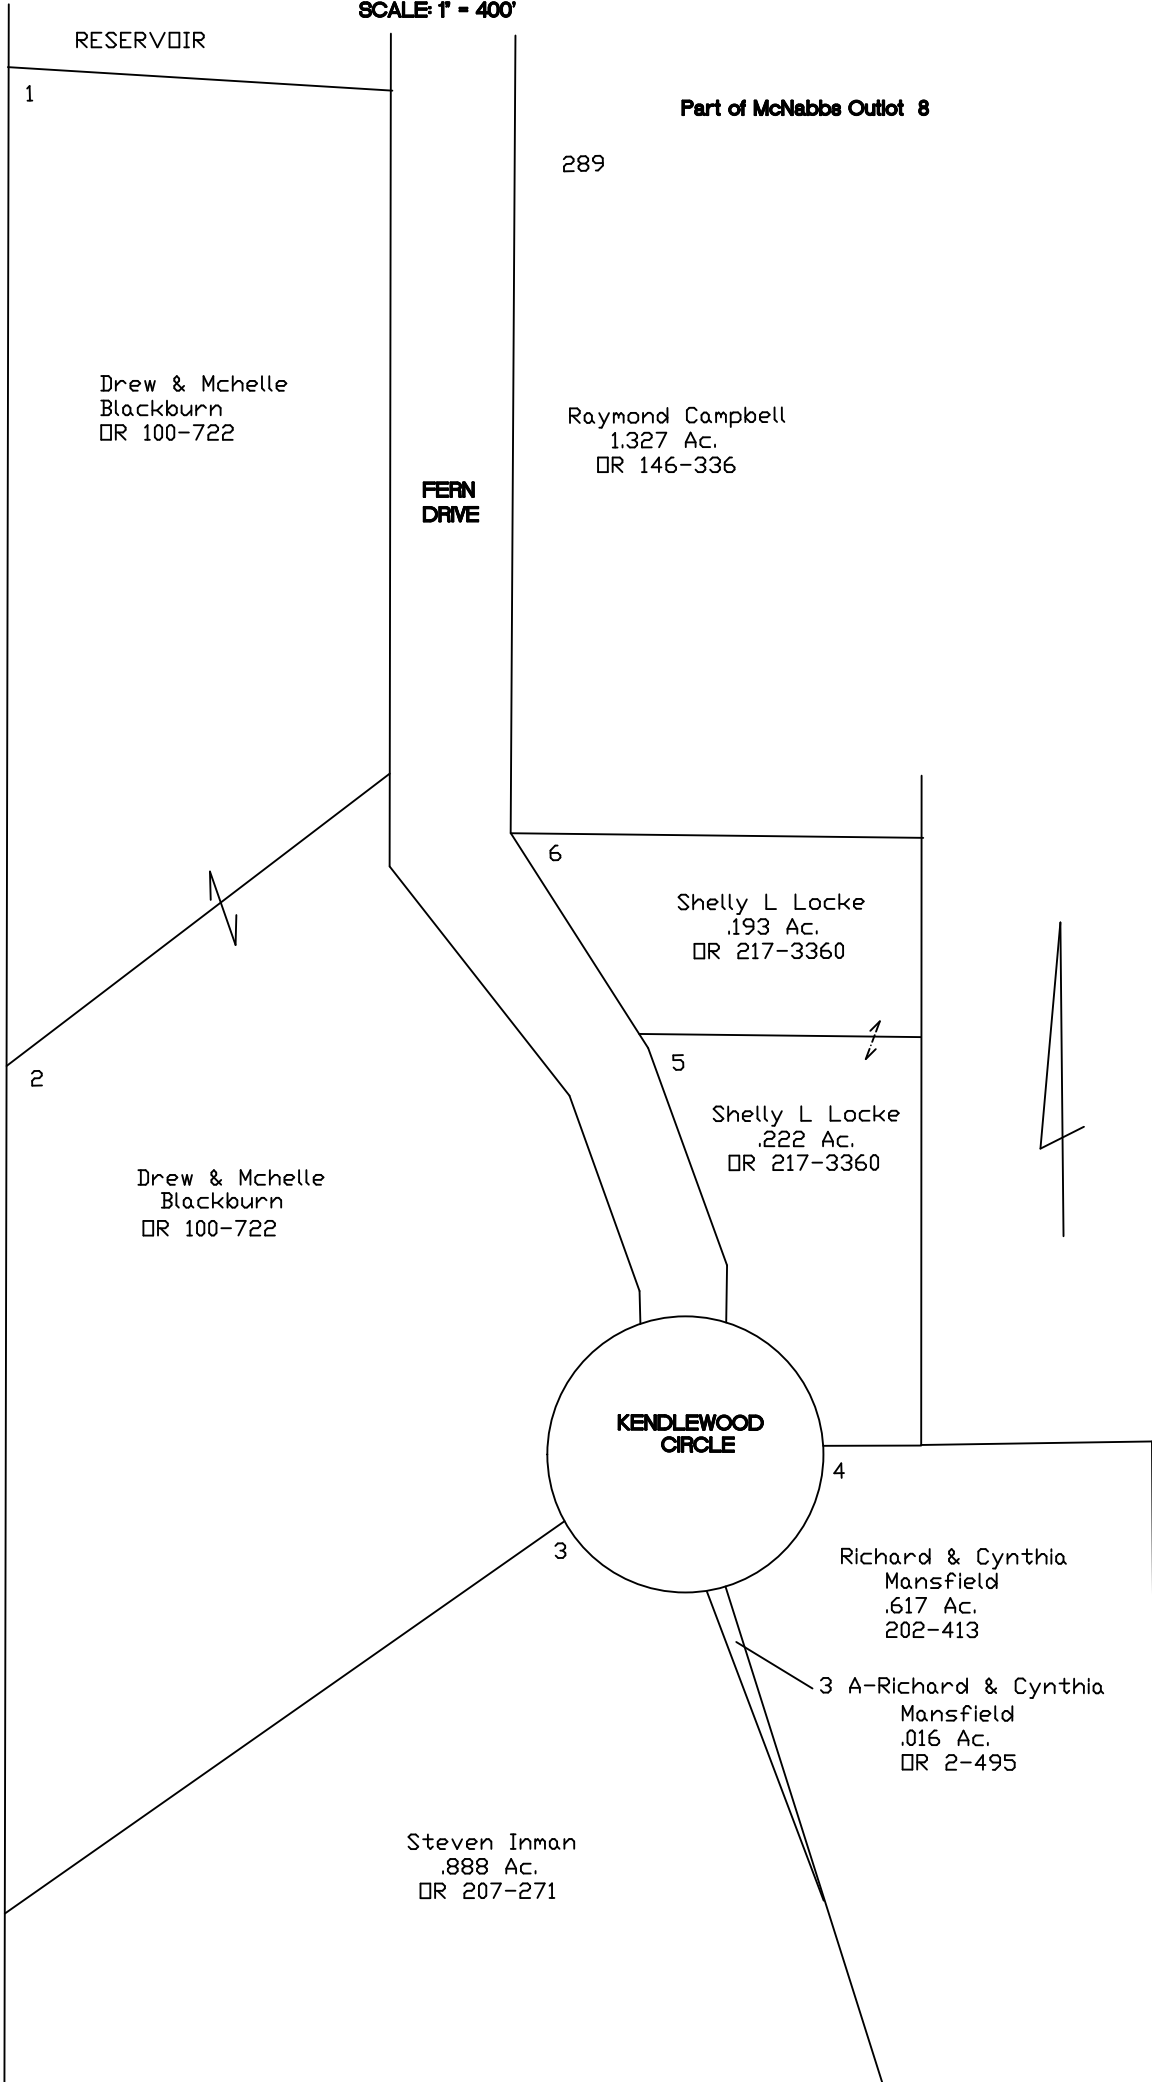 SCALE: 1" = 400'
RESERVOIR
1
Part of McNabbs Outlot 8
289
Drew & Mchelle
Blackburn
OR 100-722
Raymond Campbell
1.327 Ac.
OR 146-336
FERN
DRIVE
6
Shelly L Locke
.193 Ac.
OR 217-3360
5
2
Shelly L Locke
.222 Ac.
OR 217-3360
Drew & Mchelle
Blackburn
OR 100-722
KENDLEWOOD
CIRCLE
4
3
Richard & Cynthia
Mansfield
.617 Ac.
202-413
3 A-Richard & Cynthia
Mansfield
.016 Ac.
OR 2-495
Steven Inman
.888 Ac.
OR 207-271